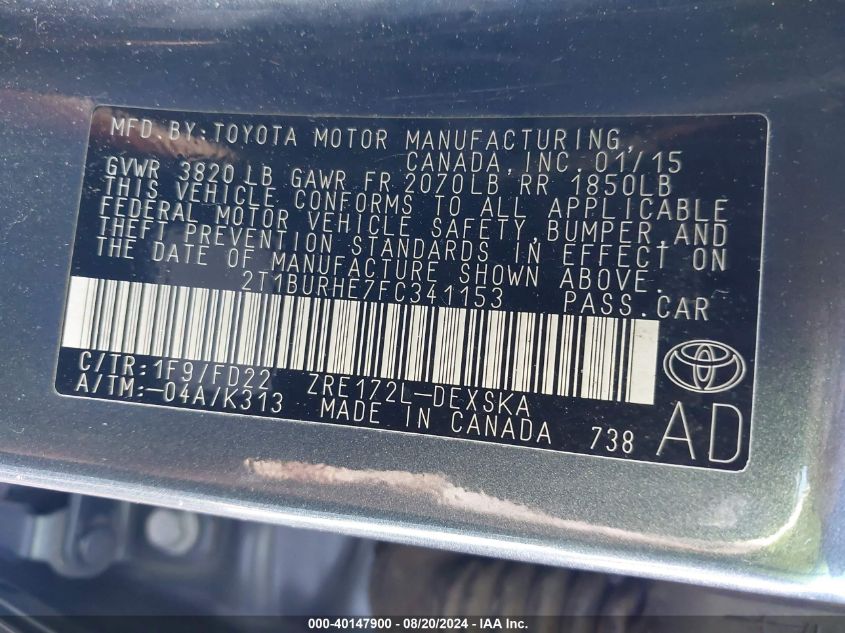 MFD.BY:TOYOTA MOTOR MANUFACTURING,
CANADA, INC. 01/15
GVWR 3820 LB GAWR FR 2070LB RR 1850LB
THIS VEHICLE CONFORMS TO ALL APPLICABLE
FEDERAL MOTOR VEHICLE SAFETY, BUMPER, AND
THEFT PREVENTION STANDARDS IN EFFECT ON
THE DATE OF MANUFACTURE SHOWN ABOVE.
2T1BURHE7FC341153 PASS.CAR
C/TR:1F9/FD22 ZRE172L-DEXSKA
A/TM:-04A/K313 MADE IN CANADA 738 AD
000-40147900 - 08/20/2024 - IAA Inc.